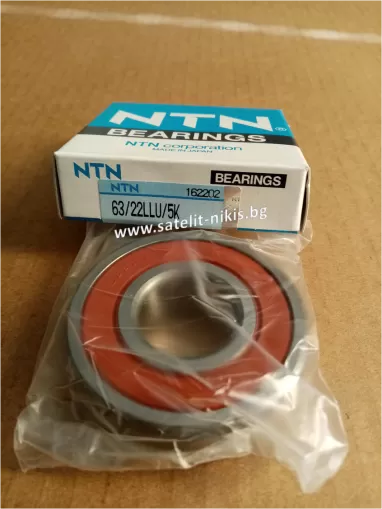 NTN®
BEARINGS
NTN corporation
MADE IN JAPAN
NTN
BEARINGS
NTN 162202
63/22LLU/5K
www.satelit-nikis.bg